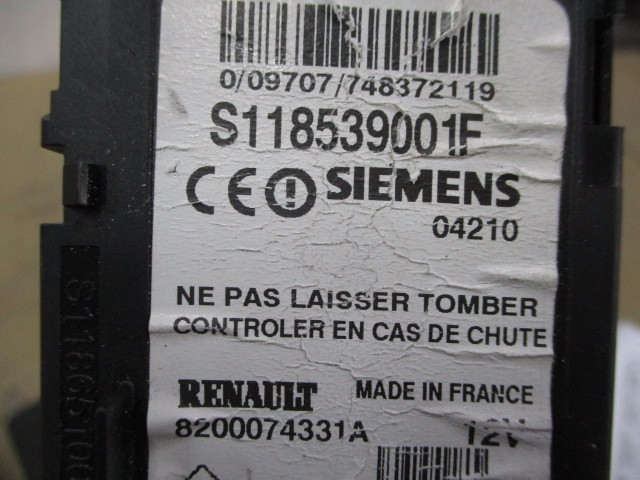 0/09707/748372119
S118539001F
CE SIEMENS
04210
NE PAS LAISSER TOMBER
CONTROLER EN CAS DE CHUTE
RENAULT MADE IN FRANCE
8200074331A 12V